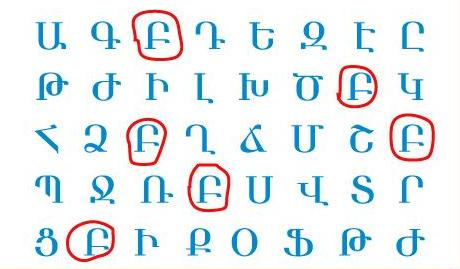 Ա Գ Բ Դ Ե Զ Է Ը
Թ Ժ Ի Լ Խ Ծ Բ Կ
Հ Ձ Բ Ղ Ճ Մ Շ Բ
Պ Ջ Ռ Բ Ս Վ Տ Ր
Ց Բ Ի Ք Օ Ֆ Թ Ժ